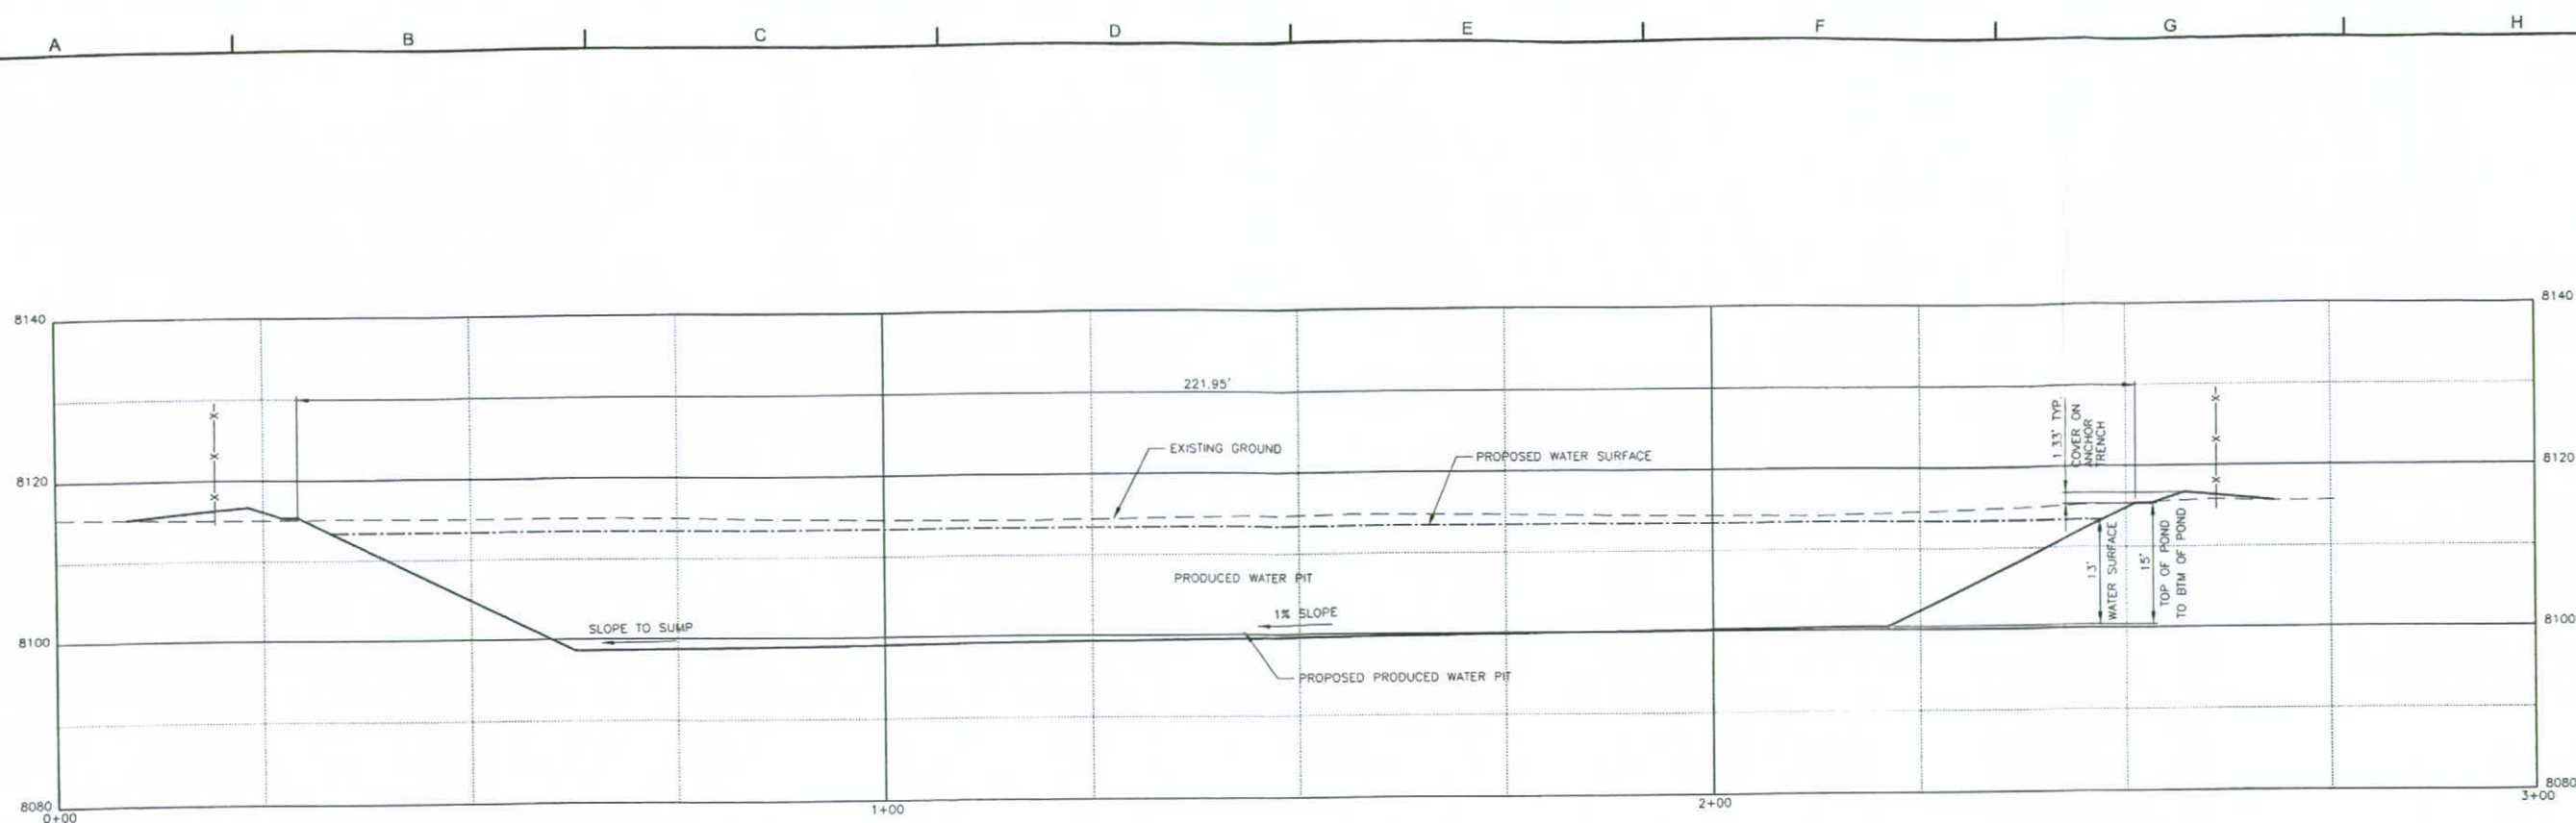 A B C D E F G H
8140 8140
221.95'
1.33' TYP.
COVER ON
ANCHOR
TRENCH
EXISTING GROUND
PROPOSED WATER SURFACE
8120 8120
X X X
X X X
PRODUCED WATER PIT
13'
WATER SURFACE
15'
TOP OF POND
TO BTM OF POND
1% SLOPE
SLOPE TO SUMP
8100 8100
PROPOSED PRODUCED WATER PIT
8080 8080
0+00 1+00 2+00 3+00